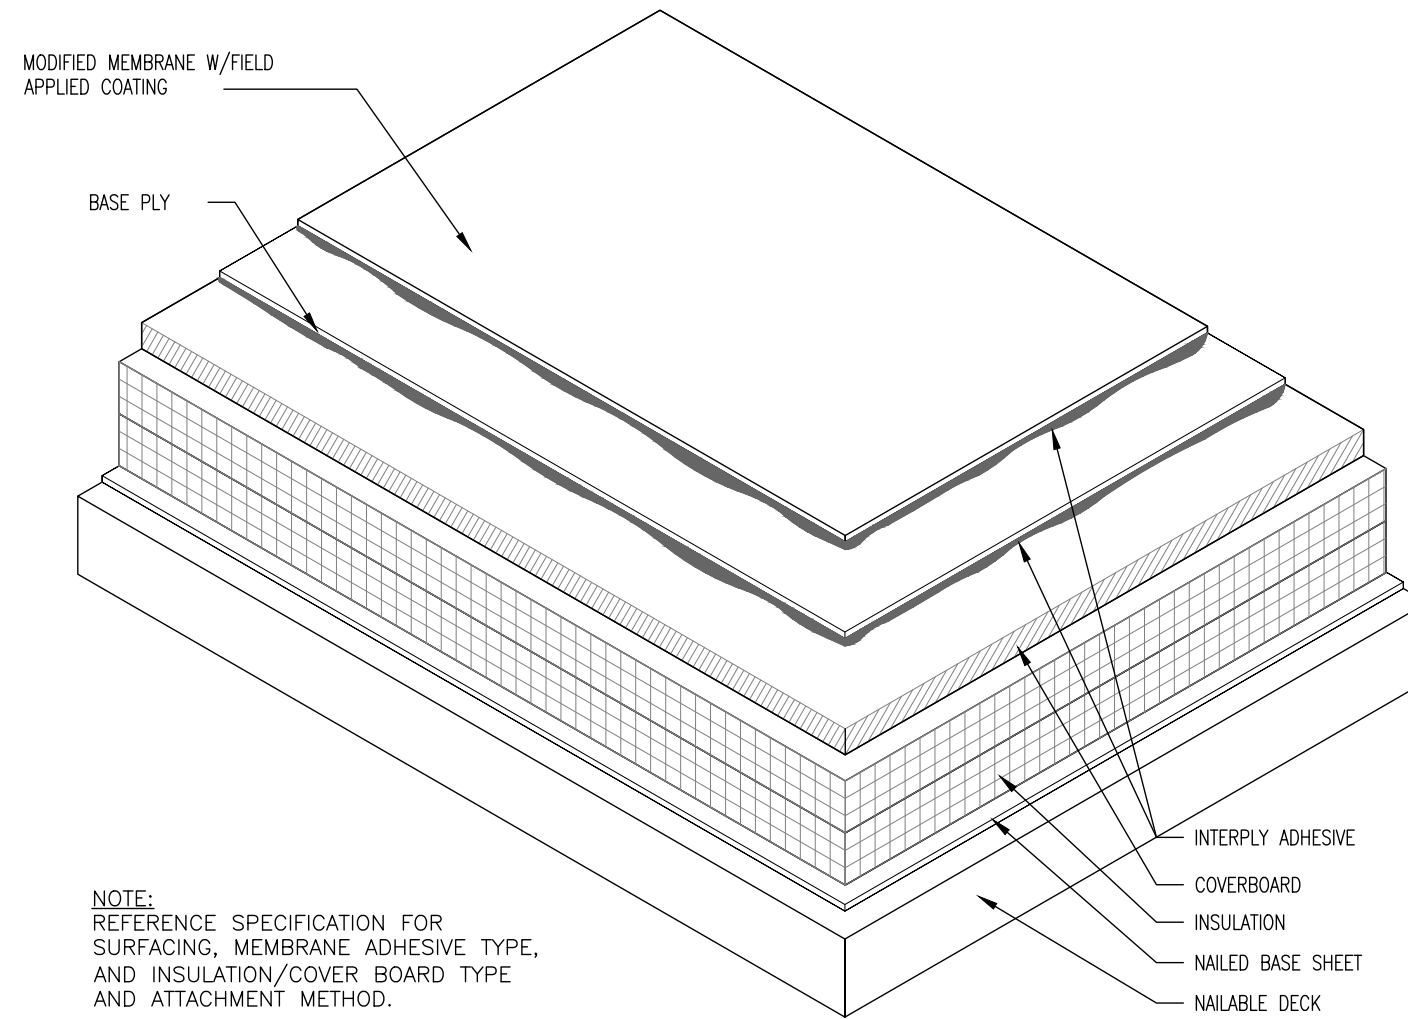 MODIFIED MEMBRANE W/FIELD
APPLIED COATING
BASE PLY
INTERPLY ADHESIVE
COVERBOARD
INSULATION
NAILED BASE SHEET
NAILABLE DECK
NOTE:
REFERENCE SPECIFICATION FOR
SURFACING, MEMBRANE ADHESIVE TYPE,
AND INSULATION/COVER BOARD TYPE
AND ATTACHMENT METHOD.